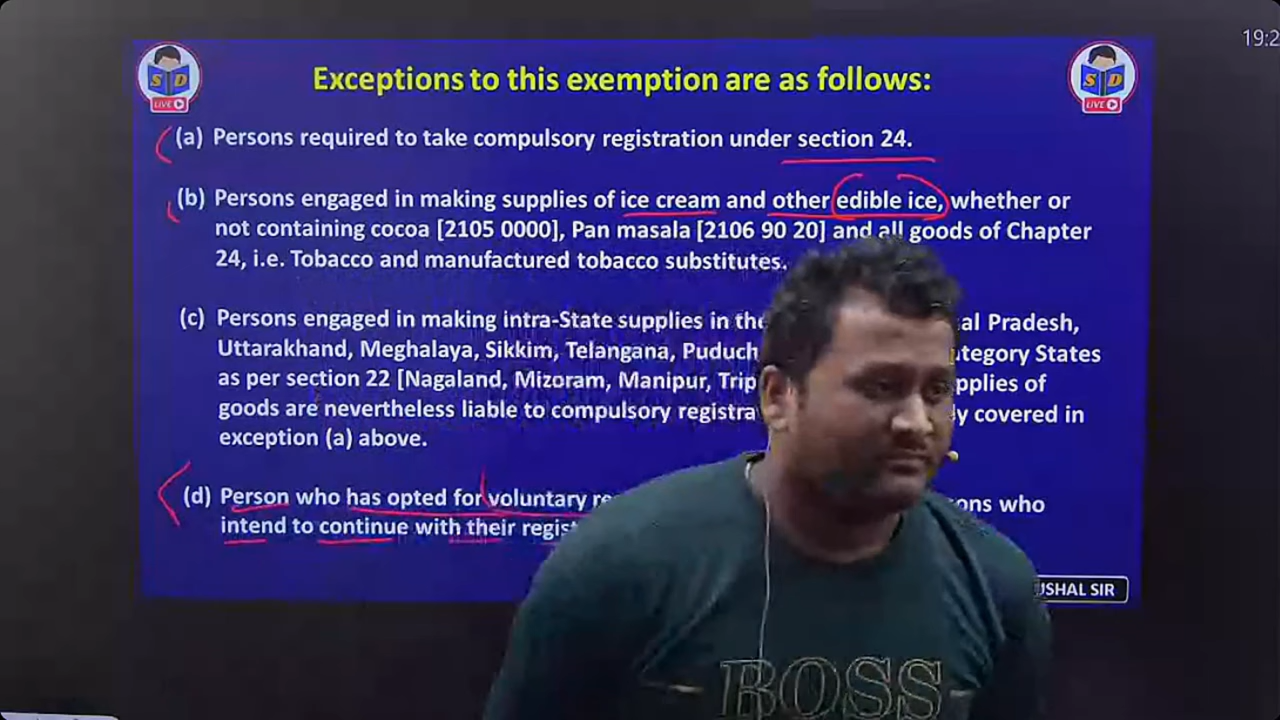 19:2
S D
LIVE
S D
LIVE
Exceptions to this exemption are as follows:
(a) Persons required to take compulsory registration under section 24.
(b) Persons engaged in making supplies of ice cream and other edible ice, whether or
not containing cocoa [2105 0000], Pan masala [2106 90 20] and all goods of Chapter
24, i.e. Tobacco and manufactured tobacco substitutes.
(c) Persons engaged in making intra-State supplies in the al Pradesh,
Uttarakhand, Meghalaya, Sikkim, Telangana, Puduch ategory States
as per section 22 [Nagaland, Mizoram, Manipur, Trip pplies of
goods are nevertheless liable to compulsory registra ly covered in
exception (a) above.
(d) Person who has opted for voluntary re ons who
intend to continue with their regist
USHAL SIR
BOSS